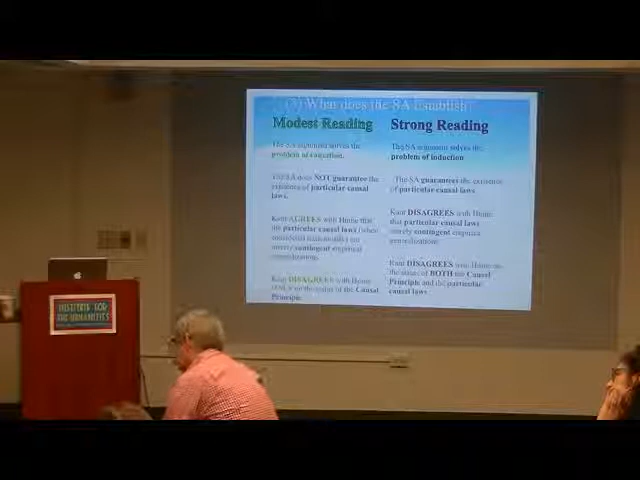 (3) What does the SA Establish
Modest Reading
The SA argument solves the
problem of causation.
The SA does NOT guarantee the
existence of particular causal
laws.
Kant AGREES with Hume that
the particular causal laws (when
merely contingent empirical
generalizations
Kant DISAGREES with Hume
status of the Causal
Principle
Strong Reading
The SA argument solves the
problem of induction
The SA guarantees the existence
of particular causal laws
Kant DISAGREES with Hume
that particular causal laws
merely contingent empirical
generalizations
Kant DISAGREES with Hume on
the status of BOTH the Causal
Principle and the particular
causal laws
INSTITUTE FOR
THE HUMANITIES